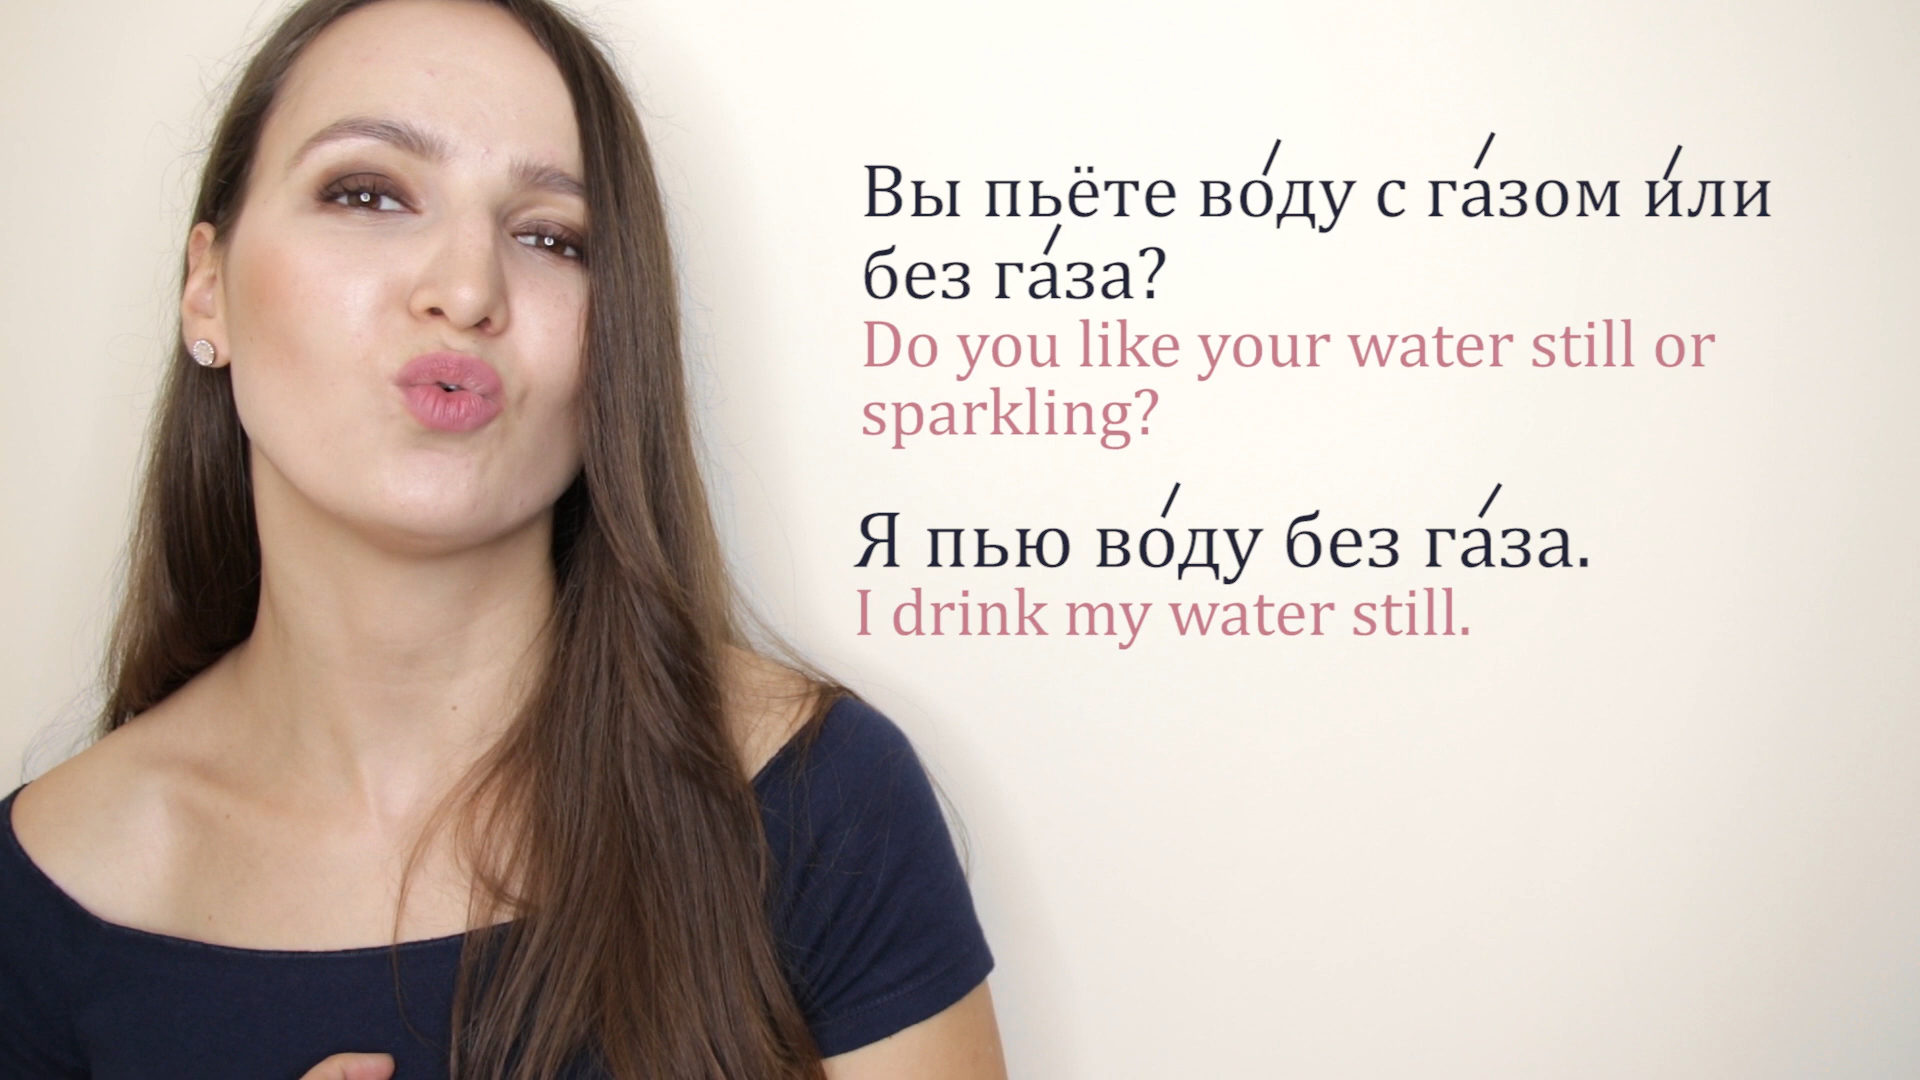 Вы пьёте во́ду с га́зом и́ли
без га́за?
Do you like your water still or
sparkling?
Я пью во́ду без га́за.
I drink my water still.